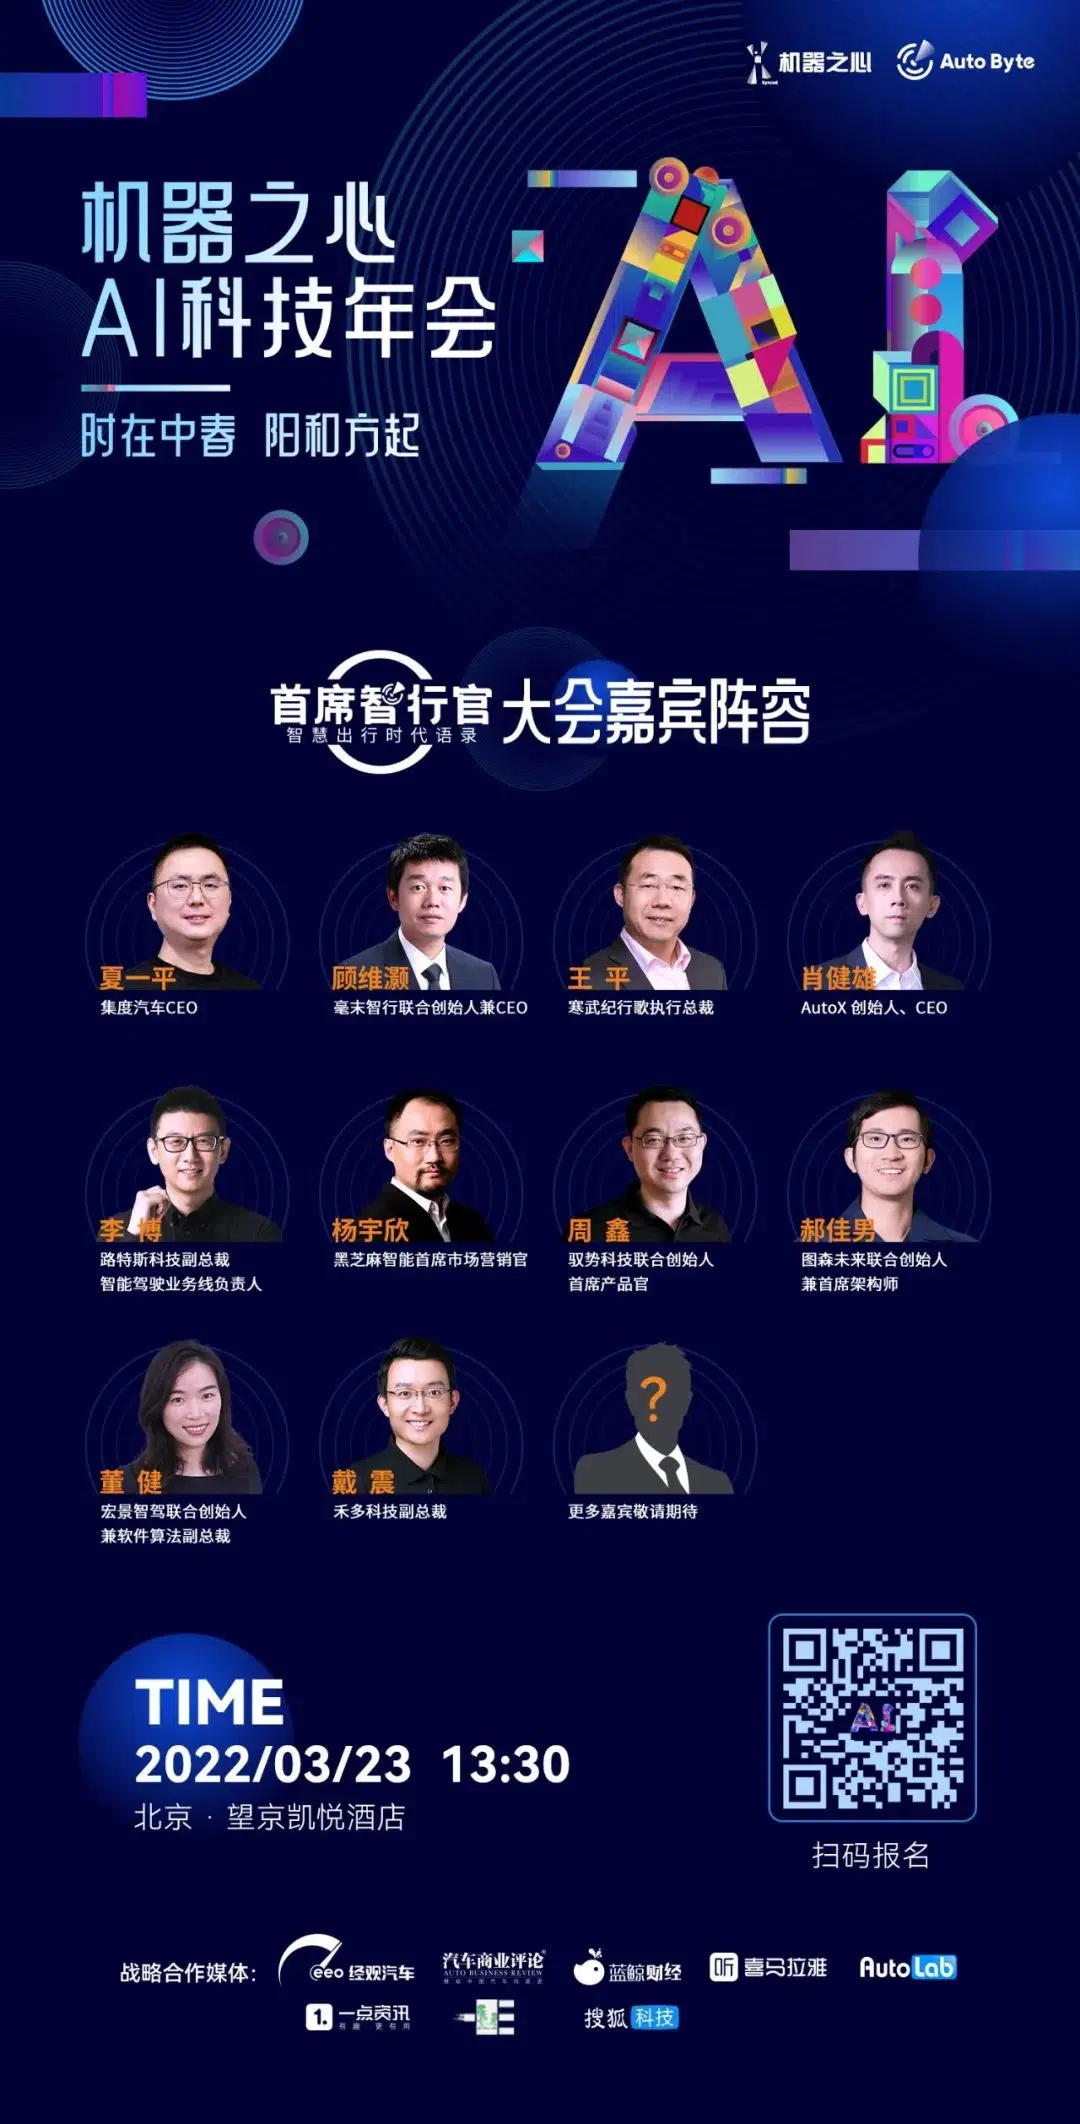 机器之心
Synced
Auto Byte
机器之心
AI科技年会
时在中春 阳和方起
首席智行官
智慧出行时代语录
大会嘉宾阵容
夏一平
集度汽车CEO
顾维灏
毫末智行联合创始人兼CEO
王 平
寒武纪行歌执行总裁
肖健雄
AutoX 创始人、CEO
李 博
路特斯科技副总裁
智能驾驶业务线负责人
杨宇欣
黑芝麻智能首席市场营销官
周 鑫
驭势科技联合创始人
首席产品官
郝佳男
图森未来联合创始人
兼首席架构师
董 健
宏景智驾联合创始人
兼软件算法副总裁
戴 震
禾多科技副总裁
?
更多嘉宾敬请期待
TIME
2022/03/23 13:30
北京 · 望京凯悦酒店
AI
扫码报名
战略合作媒体：
eeo 经观汽车
汽车商业评论
AUTO BUSINESS REVIEW
蓝鲸财经
听 喜马拉雅
AutoLab
1. 一点资讯
有趣 更有用
搜狐科技